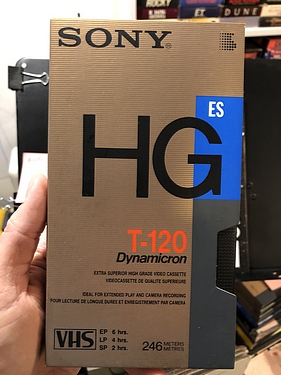 DUNE
SONY®
ES
HG
T-120
Dynamicron
EXTRA SUPERIOR HIGH GRADE VIDEO CASSETTE
VIDEOCASSETTE DE QUALITE SUPERIEURE
IDEAL FOR EXTENDED PLAY AND CAMERA RECORDING
POUR LECTURE DE LONGUE DUREE ET ENREGISTREMENT PAR CAMERA
VHS
EP 6 hrs.
LP 4 hrs.
SP 2 hrs.
246 METERS
METRES